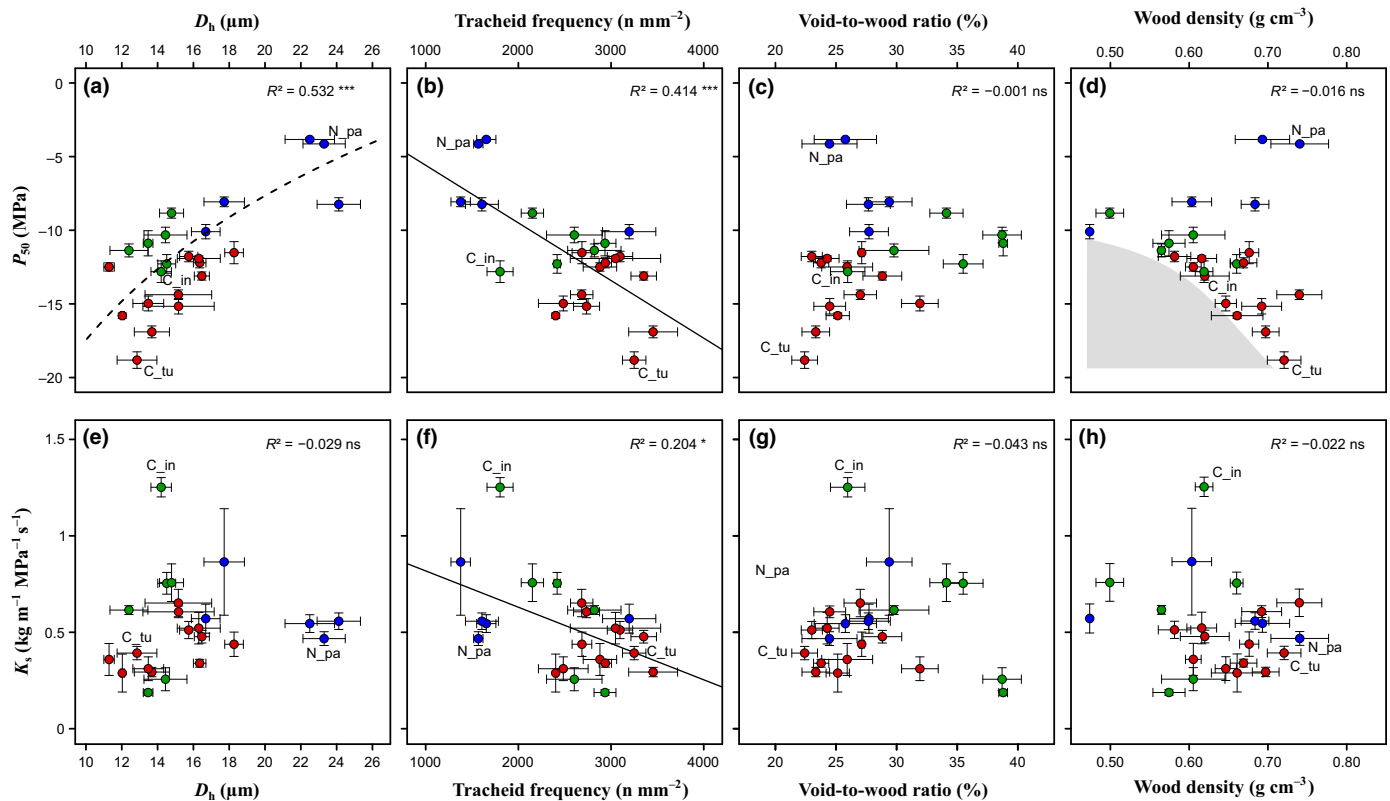 D_h (μm) Tracheid frequency (n mm⁻²) Void-to-wood ratio (%) Wood density (g cm⁻³)
10 12 14 16 18 20 22 24 26 1000 2000 3000 4000 20 25 30 35 40 0.50 0.60 0.70 0.80
(a) R² = 0.532 *** (b) R² = 0.414 *** (c) R² = −0.001 ns (d) R² = −0.016 ns
P₅₀ (MPa)
0
−5
−10
−15
−20
N_pa
C_in
C_tu
N_pa
C_in
C_tu
N_pa
C_in
C_tu
N_pa
C_in
C_tu
(e) R² = −0.029 ns (f) R² = 0.204 * (g) R² = −0.043 ns (h) R² = −0.022 ns
K_s (kg m⁻¹ MPa⁻¹ s⁻¹)
1.5
1
0.5
0
C_in
C_tu
N_pa
C_in
N_pa
C_tu
C_in
N_pa
C_tu
C_in
N_pa
C_tu
10 12 14 16 18 20 22 24 26 1000 2000 3000 4000 20 25 30 35 40 0.50 0.60 0.70 0.80
D_h (μm) Tracheid frequency (n mm⁻²) Void-to-wood ratio (%) Wood density (g cm⁻³)